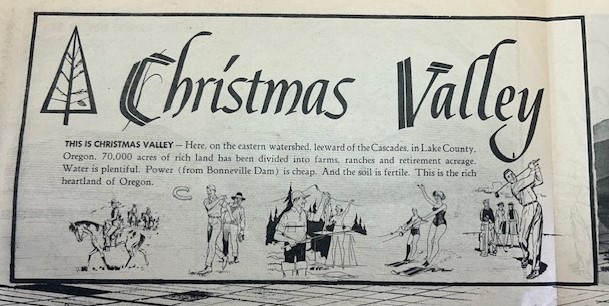 Christmas Valley
THIS IS CHRISTMAS VALLEY — Here, on the eastern watershed, leeward of the Cascades, in Lake County,
Oregon, 70,000 acres of rich land has been divided into farms, ranches and retirement acreage.
Water is plentiful. Power (from Bonneville Dam) is cheap. And the soil is fertile. This is the rich
heartland of Oregon.